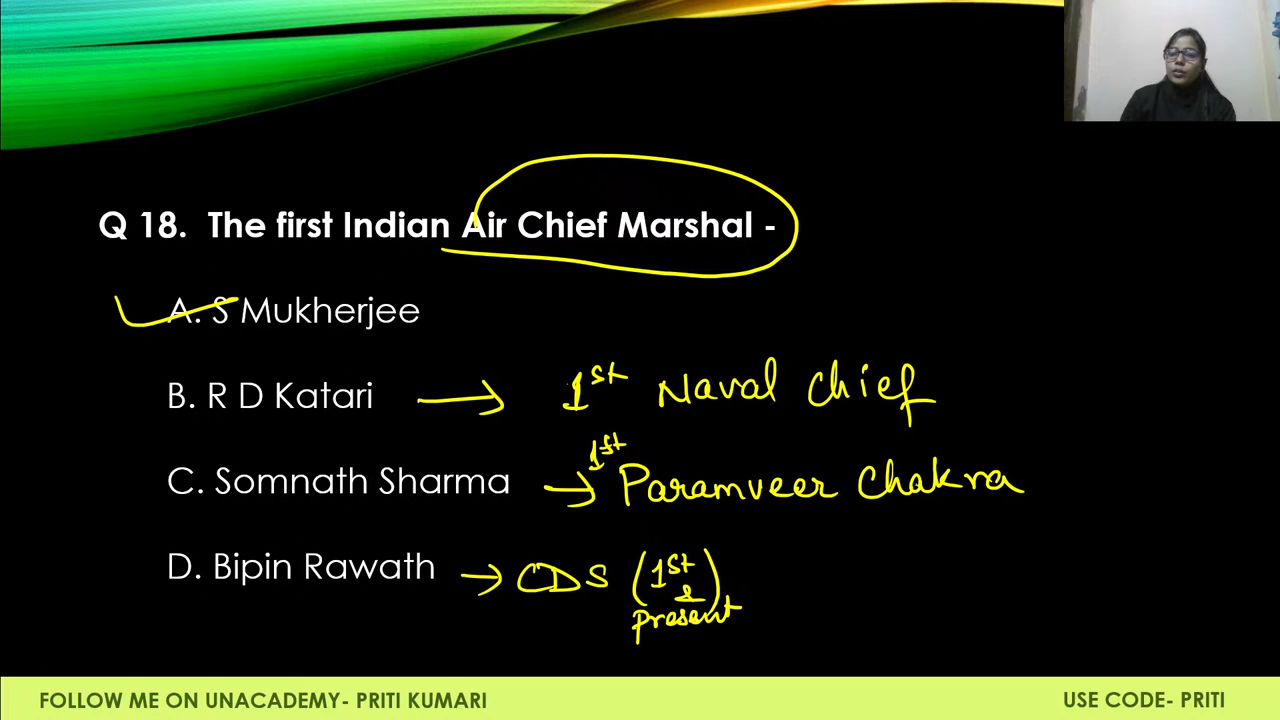 Q 18. The first Indian Air Chief Marshal -
A. S Mukherjee
B. R D Katari → 1st Naval Chief
C. Somnath Sharma → 1st Paramveer Chakra
D. Bipin Rawath → CDS (1st & present)
FOLLOW ME ON UNACADEMY- PRITI KUMARI
USE CODE- PRITI